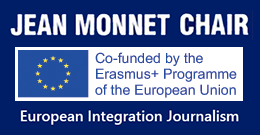 JEAN MONNET CHAIR
Co-funded by the
Erasmus+ Programme
of the European Union
European Integration Journalism